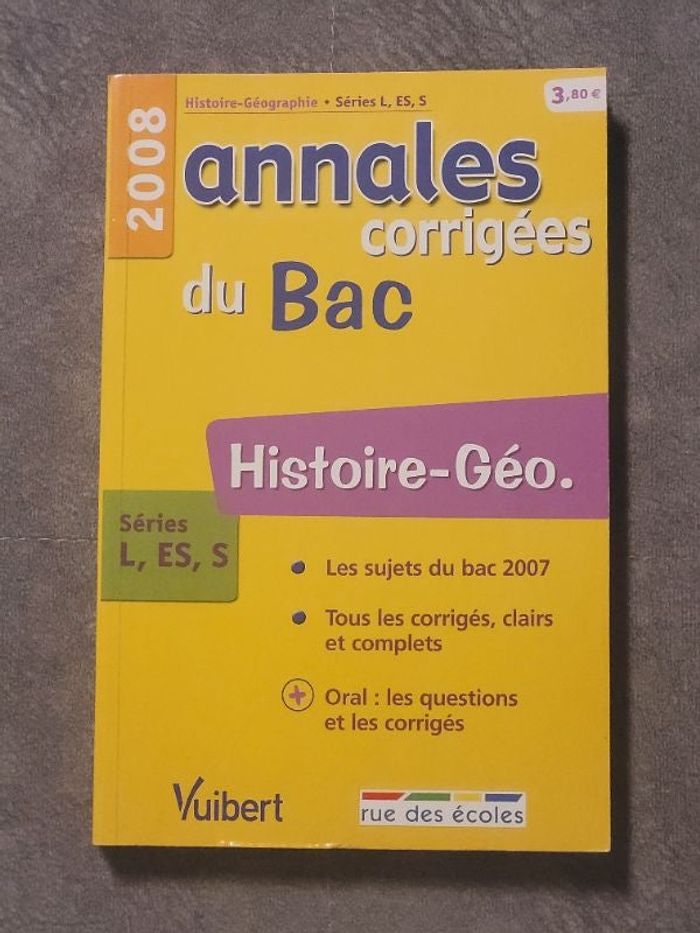 Histoire-Géographie • Séries L, ES, S
3,80 €
2008
annales
corrigées
du Bac
Histoire-Géo.
Séries
L, ES, S
• Les sujets du bac 2007
• Tous les corrigés, clairs
et complets
+ Oral : les questions
et les corrigés
Vuibert
rue des écoles